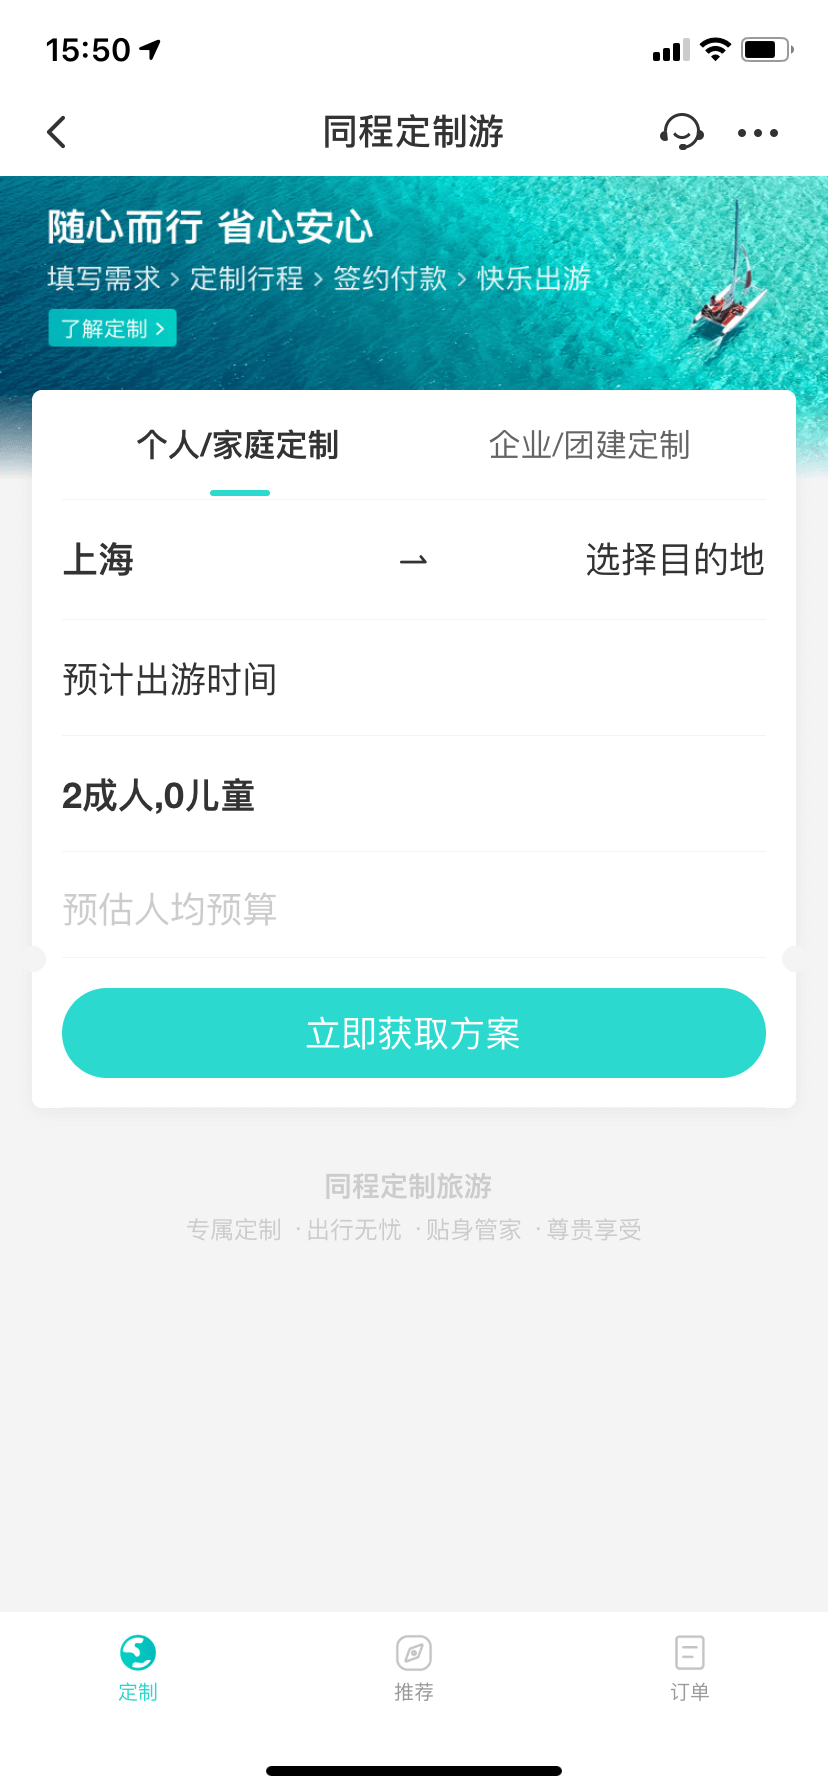 15:50
同程定制游
随心而行 省心安心
填写需求 > 定制行程 > 签约付款 > 快乐出游
了解定制 >
个人/家庭定制 企业/团建定制
上海 选择目的地
预计出游时间
2成人,0儿童
预估人均预算
立即获取方案
同程定制旅游
专属定制 ·出行无忧 ·贴身管家 ·尊贵享受
定制 推荐 订单